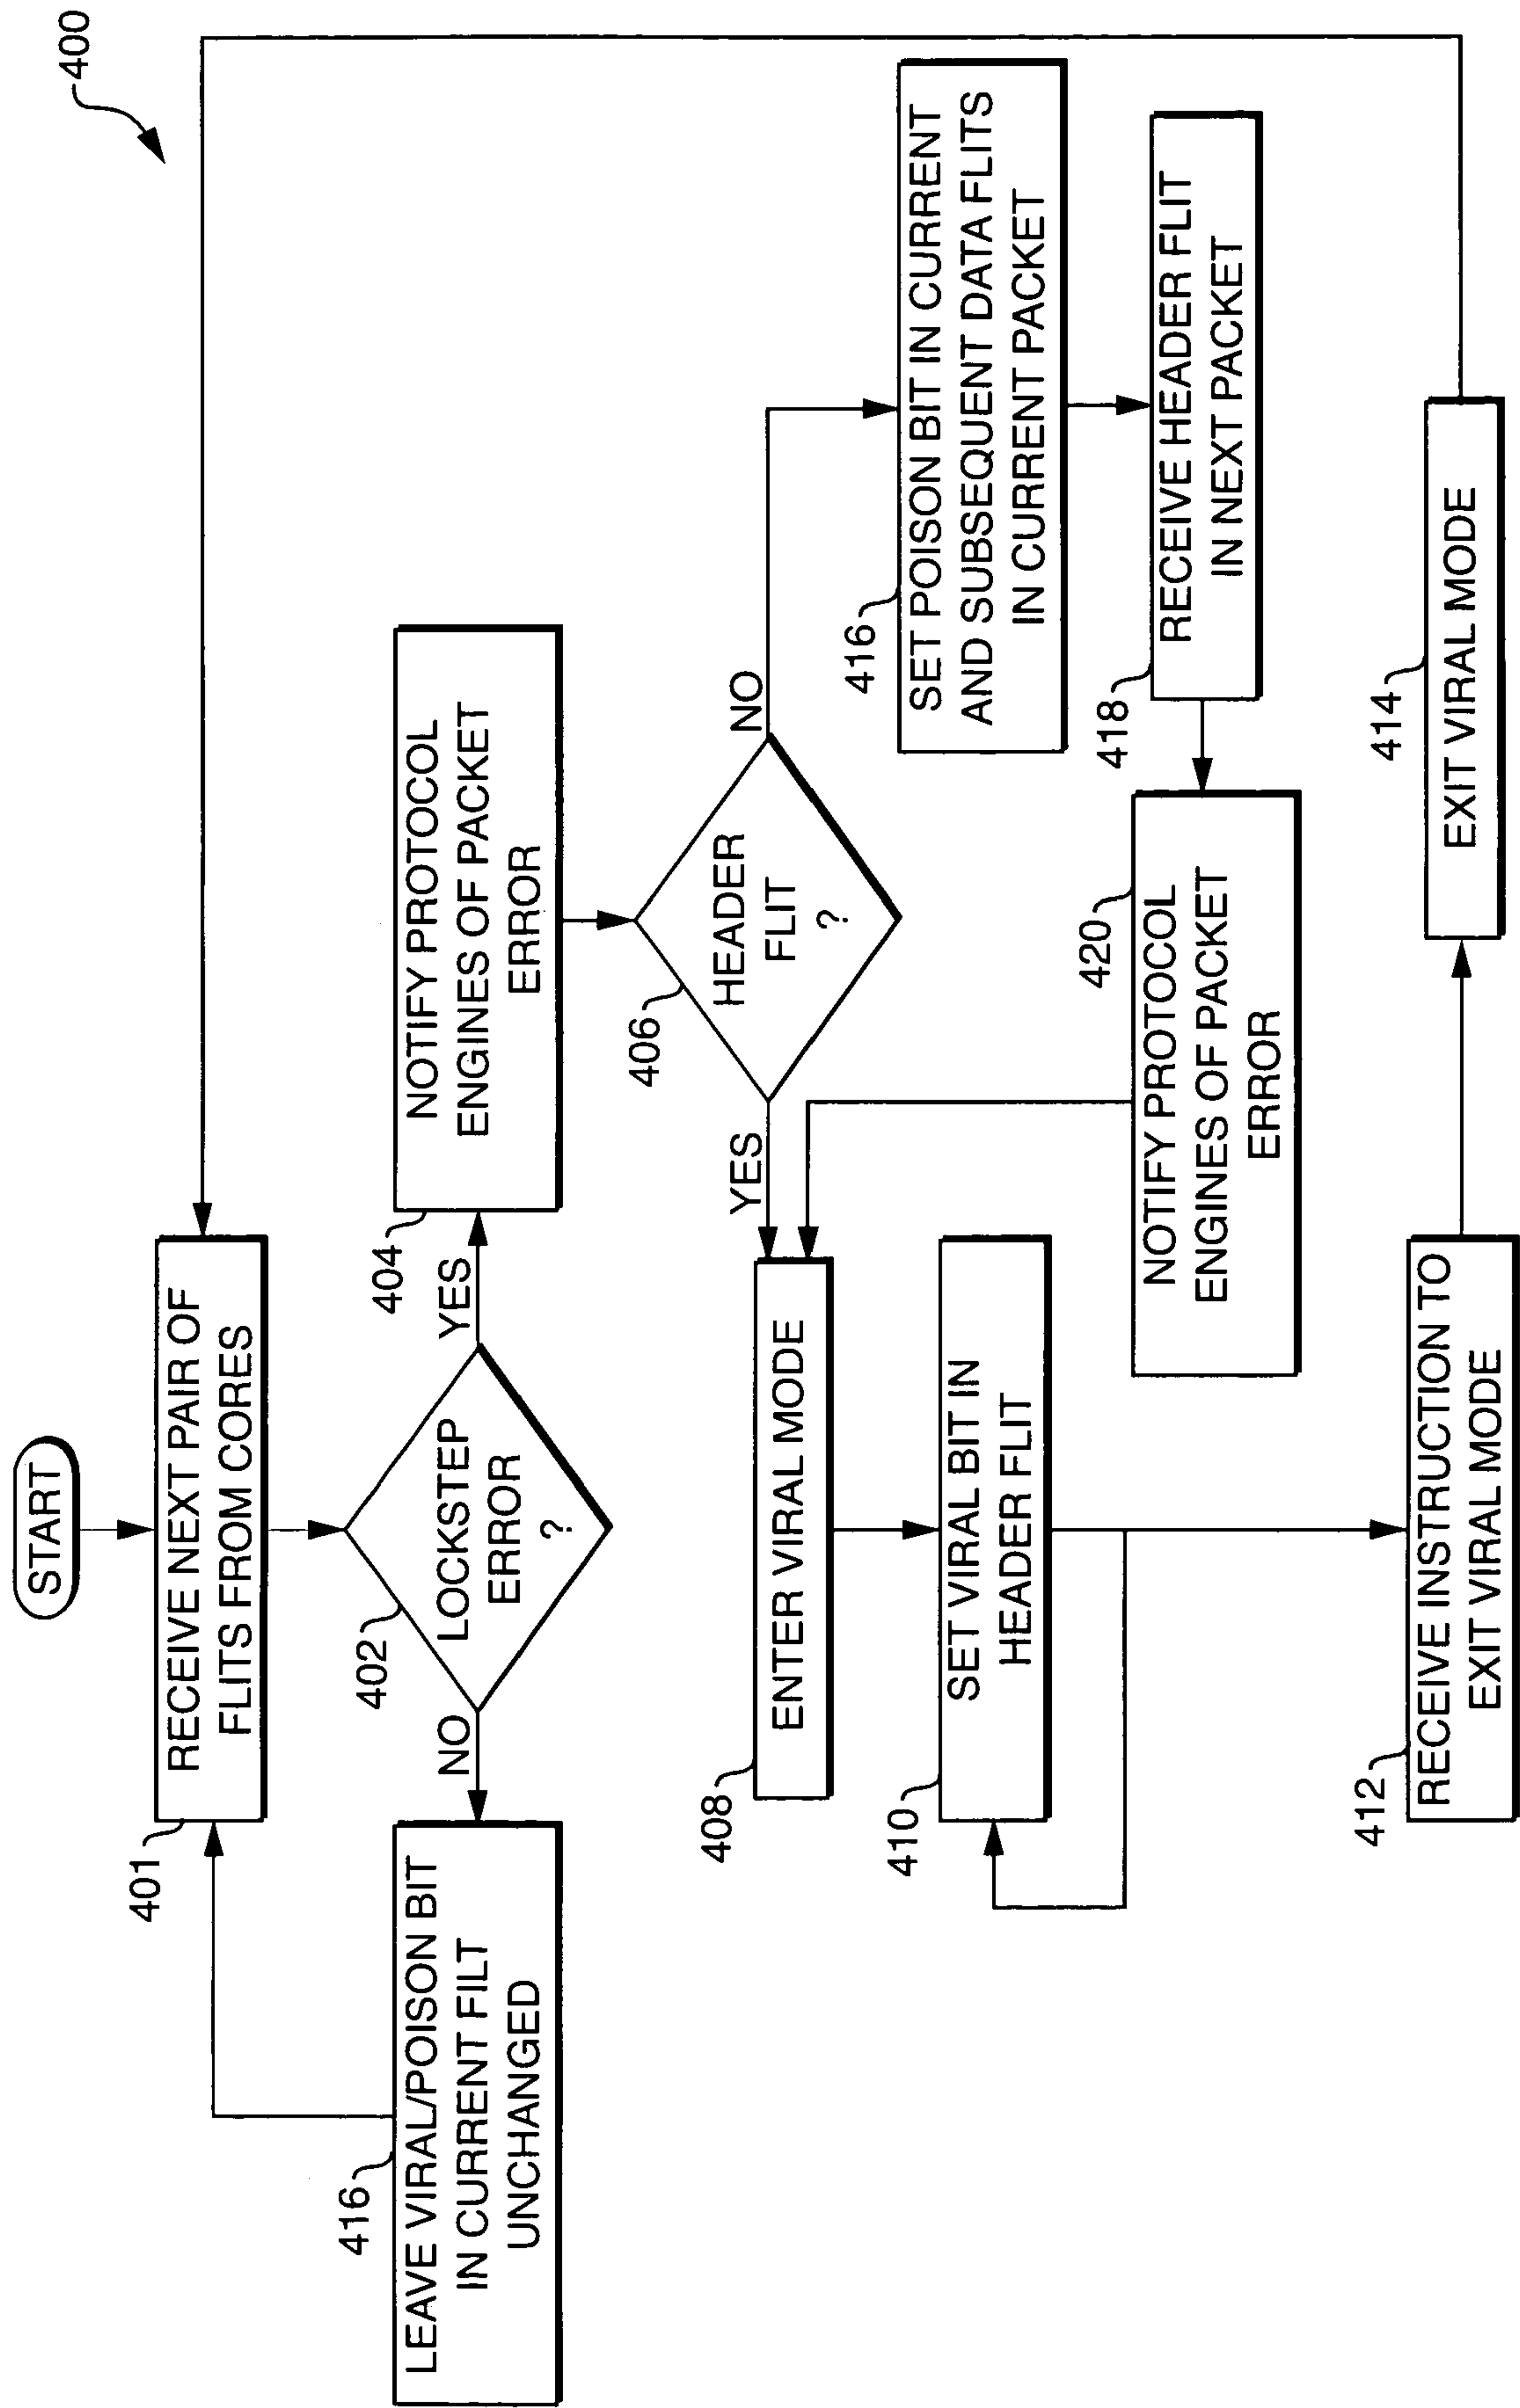 400
START
401
RECEIVE NEXT PAIR OF
FLITS FROM CORES
402
LOCKSTEP
ERROR
?
NO
YES
416
LEAVE VIRAL/POISON BIT
IN CURRENT FILT
UNCHANGED
404
NOTIFY PROTOCOL
ENGINES OF PACKET
ERROR
406
HEADER
FLIT
?
YES
NO
408
ENTER VIRAL MODE
416
SET POISON BIT IN CURRENT
AND SUBSEQUENT DATA FLITS
IN CURRENT PACKET
410
SET VIRAL BIT IN
HEADER FLIT
418
RECEIVE HEADER FLIT
IN NEXT PACKET
420
NOTIFY PROTOCOL
ENGINES OF PACKET
ERROR
412
RECEIVE INSTRUCTION TO
EXIT VIRAL MODE
414
EXIT VIRAL MODE